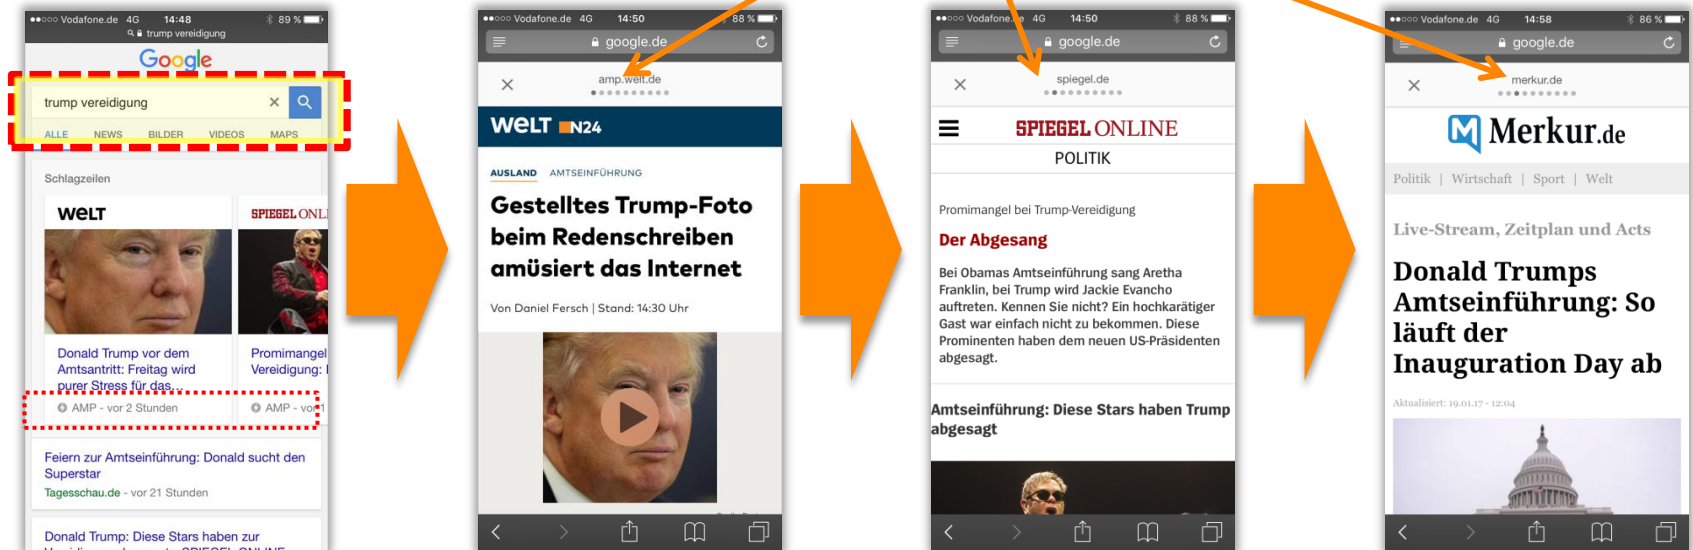 Vodafone.de 4G 14:48 89 %
trump vereidigung
Google
trump vereidigung
ALLE NEWS BILDER VIDEOS MAPS
Schlagzeilen
WELT
Donald Trump vor dem
Amtsantritt: Freitag wird
purer Stress für das...
AMP - vor 2 Stunden
SPIEGEL ONL
Promimangel
Vereidigung:
AMP - vor 1
Feiern zur Amtseinführung: Donald sucht den
Superstar
Tagesschau.de - vor 21 Stunden
Donald Trump: Diese Stars haben zur
Vodafone.de 4G 14:50 88 %
google.de
amp.welt.de
WELT N24
AUSLAND AMTSEINFÜHRUNG
Gestelltes Trump-Foto
beim Redenschreiben
amüsiert das Internet
Von Daniel Fersch | Stand: 14:30 Uhr
Vodafone.de 4G 14:50 88 %
google.de
spiegel.de
SPIEGEL ONLINE
POLITIK
Promimangel bei Trump-Vereidigung
Der Abgesang
Bei Obamas Amtseinführung sang Aretha
Franklin, bei Trump wird Jackie Evancho
auftreten. Kennen Sie nicht? Ein hochkarätiger
Gast war einfach nicht zu bekommen. Diese
Prominenten haben dem neuen US-Präsidenten
abgesagt.
Amtseinführung: Diese Stars haben Trump
abgesagt
Vodafone.de 4G 14:58 86 %
google.de
merkur.de
Merkur.de
Politik | Wirtschaft | Sport | Welt
Live-Stream, Zeitplan und Acts
Donald Trumps
Amtseinführung: So
läuft der
Inauguration Day ab
Aktualisiert: 19.01.17 - 12:04